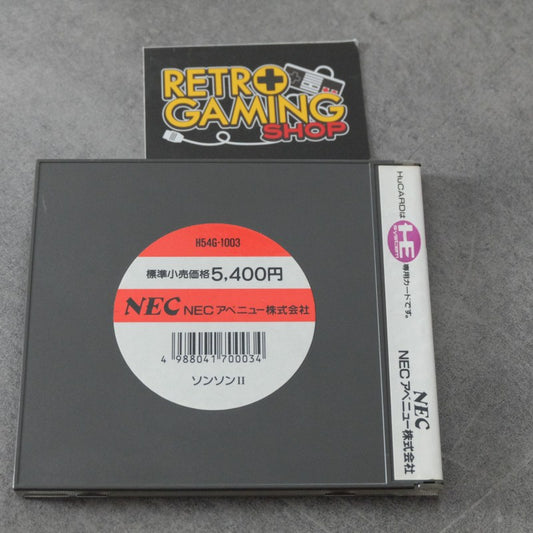 RETRO
GAMING
SHOP
H54G-1003
標準小売価格 5,400円
NEC NECアベニュー株式会社
4 988041 700034
ソンソンII
HuCARDは HE SYSTEM 専用カードです。
NEC
NECアベニュー株式会社